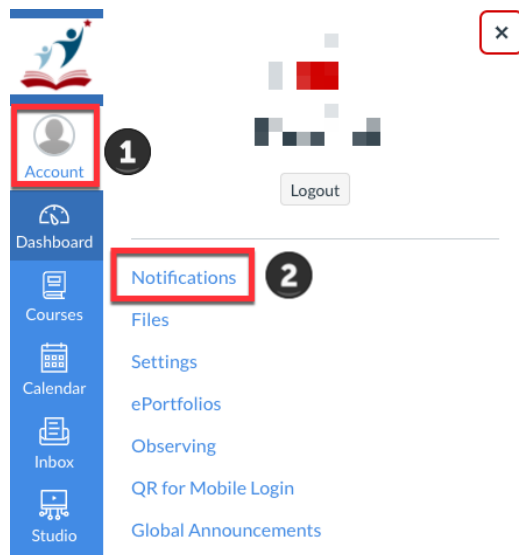 ×
Account
1
Logout
Dashboard
Notifications
2
Courses
Files
Settings
Calendar
ePortfolios
Inbox
Observing
QR for Mobile Login
Studio
Global Announcements